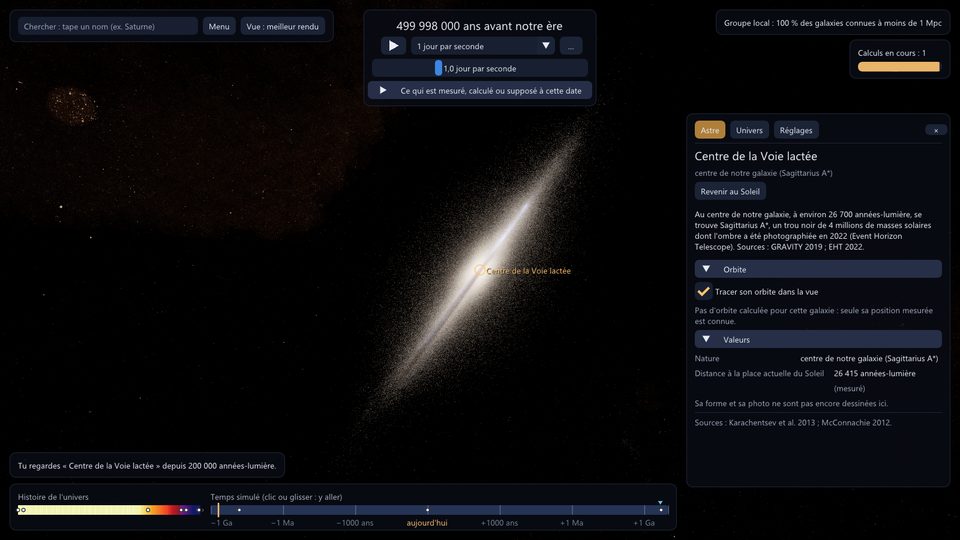 Chercher : tape un nom (ex. Saturne)
Menu
Vue : meilleur rendu
499 998 000 ans avant notre ère
1 jour par seconde
...
1,0 jour par seconde
Ce qui est mesuré, calculé ou supposé à cette date
Groupe local : 100 % des galaxies connues à moins de 1 Mpc
Calculs en cours : 1
Astre
Univers
Réglages
×
Centre de la Voie lactée
centre de notre galaxie (Sagittarius A*)
Revenir au Soleil
Au centre de notre galaxie, à environ 26 700 années-lumière, se
trouve Sagittarius A*, un trou noir de 4 millions de masses solaires
dont l'ombre a été photographiée en 2022 (Event Horizon
Telescope). Sources : GRAVITY 2019 ; EHT 2022.
Orbite
Tracer son orbite dans la vue
Pas d'orbite calculée pour cette galaxie : seule sa position mesurée
est connue.
Valeurs
Nature centre de notre galaxie (Sagittarius A*)
Distance à la place actuelle du Soleil 26 415 années-lumière
(mesuré)
Sa forme et sa photo ne sont pas encore dessinées ici.
Sources : Karachentsev et al. 2013 ; McConnachie 2012.
Centre de la Voie lactée
Tu regardes « Centre de la Voie lactée » depuis 200 000 années-lumière.
Histoire de l'univers
Temps simulé (clic ou glisser : y aller)
−1 Ga
−1 Ma
−1000 ans
aujourd'hui
+1000 ans
+1 Ma
+1 Ga